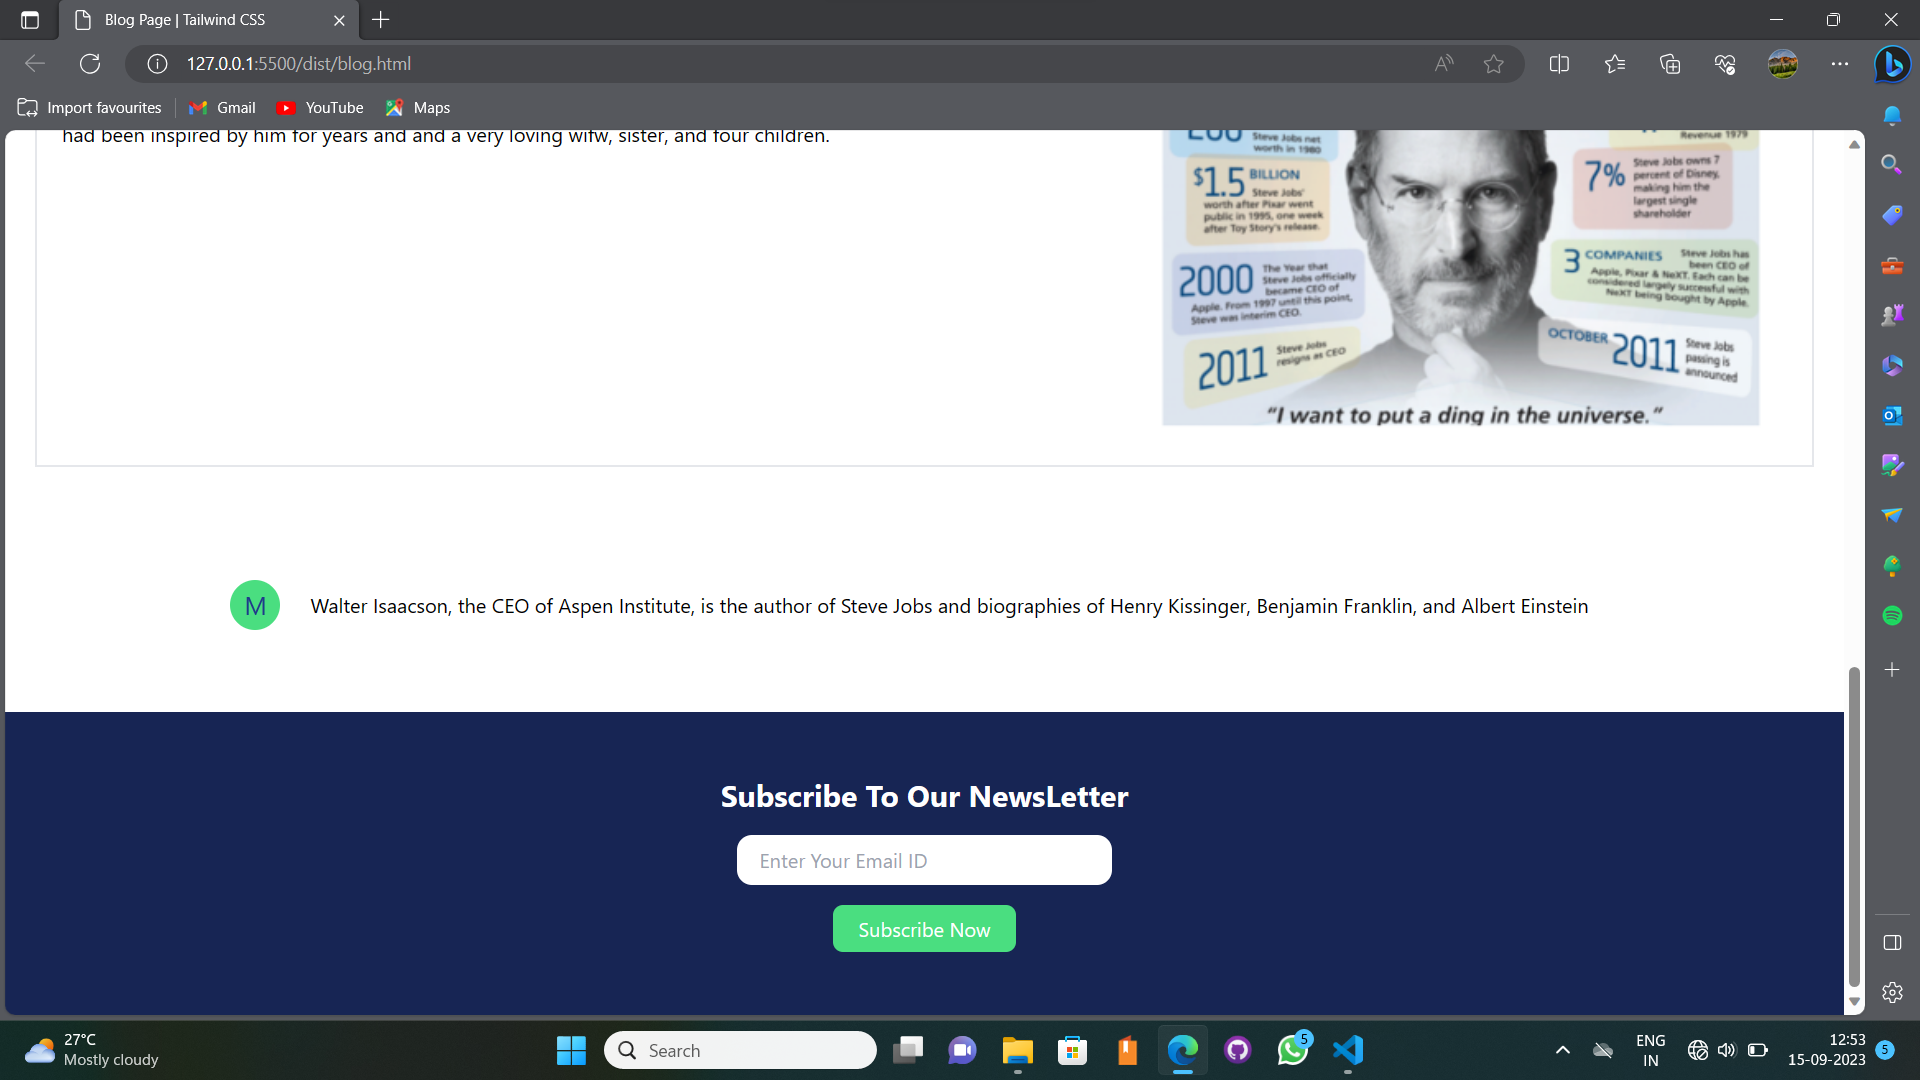 Blog Page | Tailwind CSS
127.0.0.1:5500/dist/blog.html
Import favourites
Gmail
YouTube
Maps
had been inspired by him for years and and a very loving wifw, sister, and four children.
Steve Jobs net
worth in 1980
Revenue 1979
$1.5 BILLION
Steve Jobs'
worth after Pixar went
public in 1995, one week
after Toy Story's release.
7%
Steve Jobs owns 7
percent of Disney,
making him the
largest single
shareholder
2000
The Year that
Steve Jobs officially
became CEO of
Apple. From 1997 until this point,
Steve was interim CEO.
3 COMPANIES
Steve Jobs has
been CEO of
Apple, Pixar & NeXT. Each can be
considered largely successful with
NeXT being bought by Apple.
2011
Steve Jobs
resigns as CEO
OCTOBER 2011
Steve Jobs
passing is
announced
"I want to put a ding in the universe."
M
Walter Isaacson, the CEO of Aspen Institute, is the author of Steve Jobs and biographies of Henry Kissinger, Benjamin Franklin, and Albert Einstein
Subscribe To Our NewsLetter
Enter Your Email ID
Subscribe Now
27°C
Mostly cloudy
Search
5
ENG
IN
12:53
15-09-2023
5